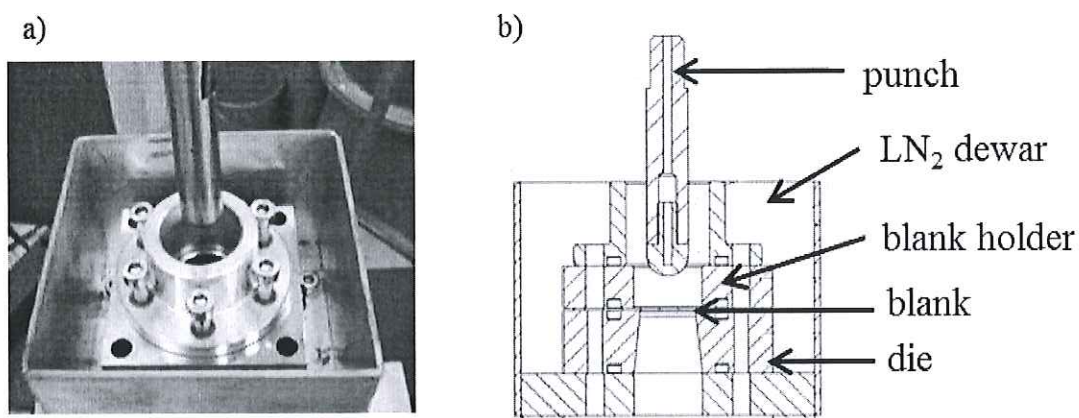 a)
b)
punch
LN₂ dewar
blank holder
blank
die